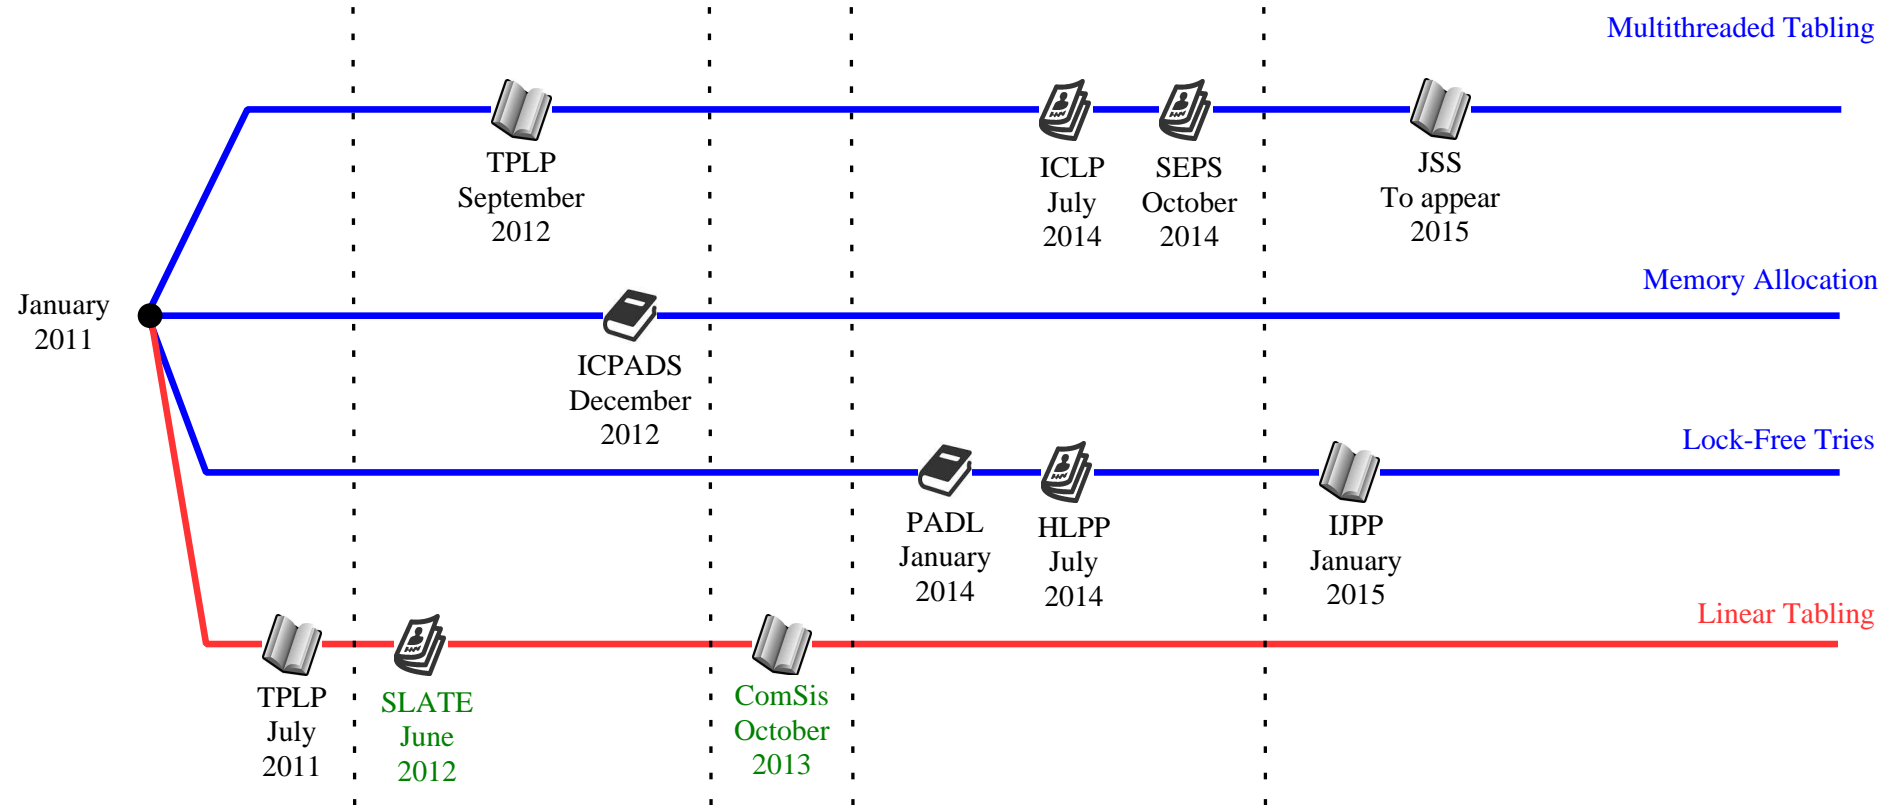 Multithreaded Tabling
TPLP
September
2012
ICLP
July
2014
SEPS
October
2014
JSS
To appear
2015
Memory Allocation
January
2011
ICPADS
December
2012
Lock-Free Tries
PADL
January
2014
HLPP
July
2014
IJPP
January
2015
Linear Tabling
TPLP
July
2011
SLATE
June
2012
ComSis
October
2013